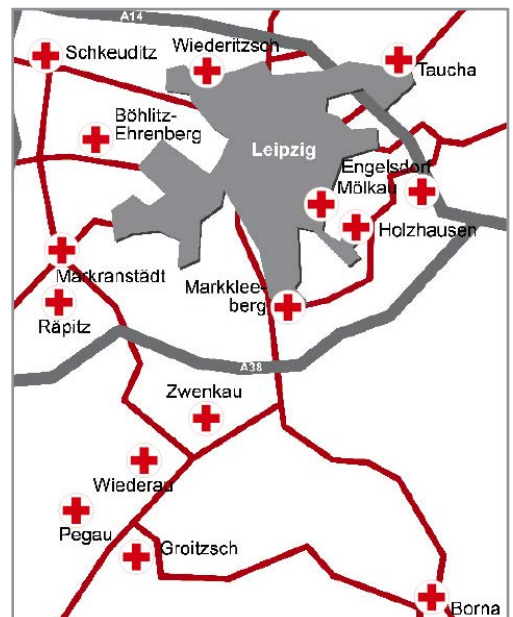 A14
Schkeuditz
Wiederitzsch
Taucha
Böhlitz-
Ehrenberg
Leipzig
Engelsdorf
Mölkau
Holzhausen
Markranstädt
Markklee-
berg
Räpitz
A38
Zwenkau
Wiederau
Pegau
Groitzsch
Borna